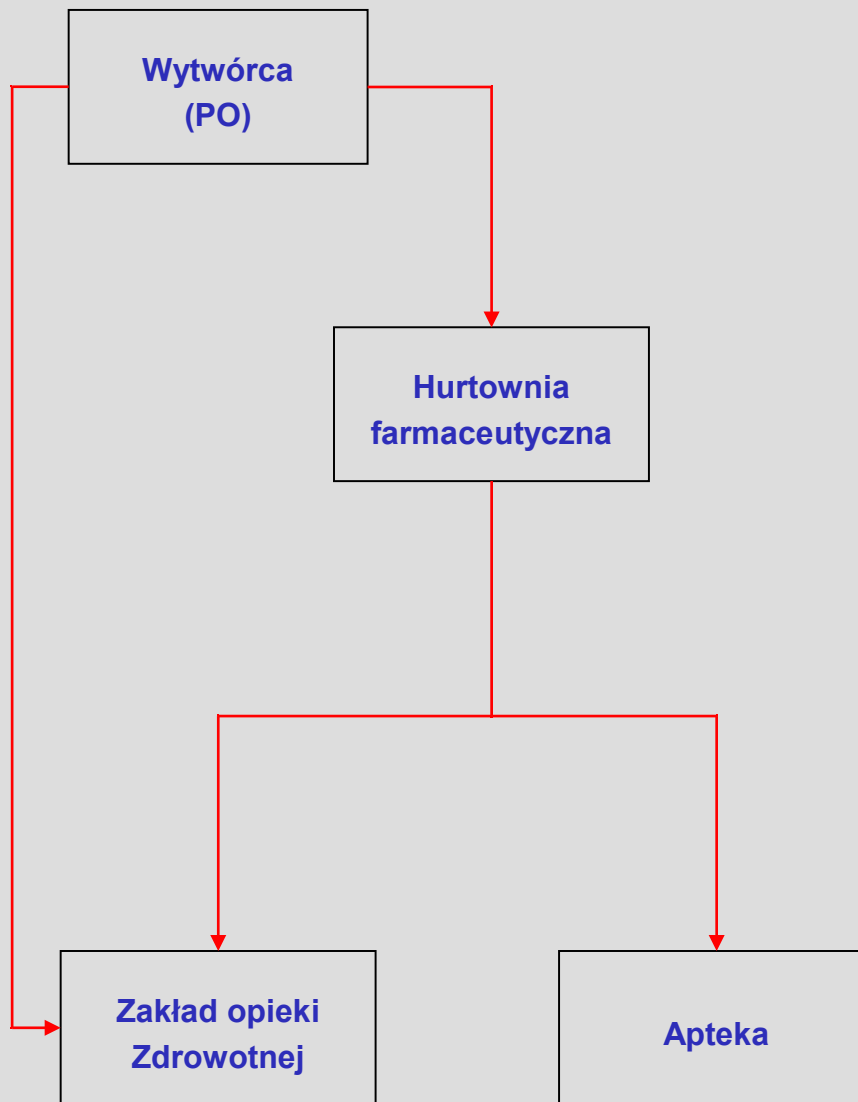 Wytwórca
(PO)
Hurtownia
farmaceutyczna
Zakład opieki
Zdrowotnej
Apteka